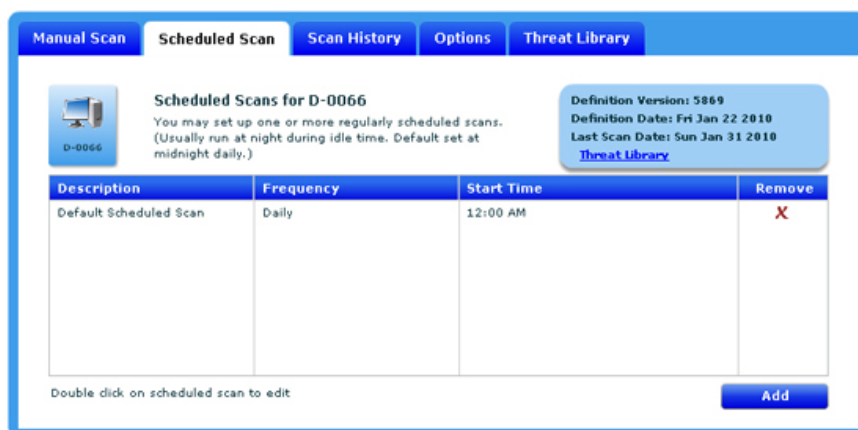 Manual Scan
Scheduled Scan
Scan History
Options
Threat Library
D-0066
Scheduled Scans for D-0066
You may set up one or more regularly scheduled scans.
(Usually run at night during idle time. Default set at
midnight daily.)
Definition Version: 5869
Definition Date: Fri Jan 22 2010
Last Scan Date: Sun Jan 31 2010
Threat Library
Description Frequency Start Time Remove
Default Scheduled Scan Daily 12:00 AM X
Double click on scheduled scan to edit
Add